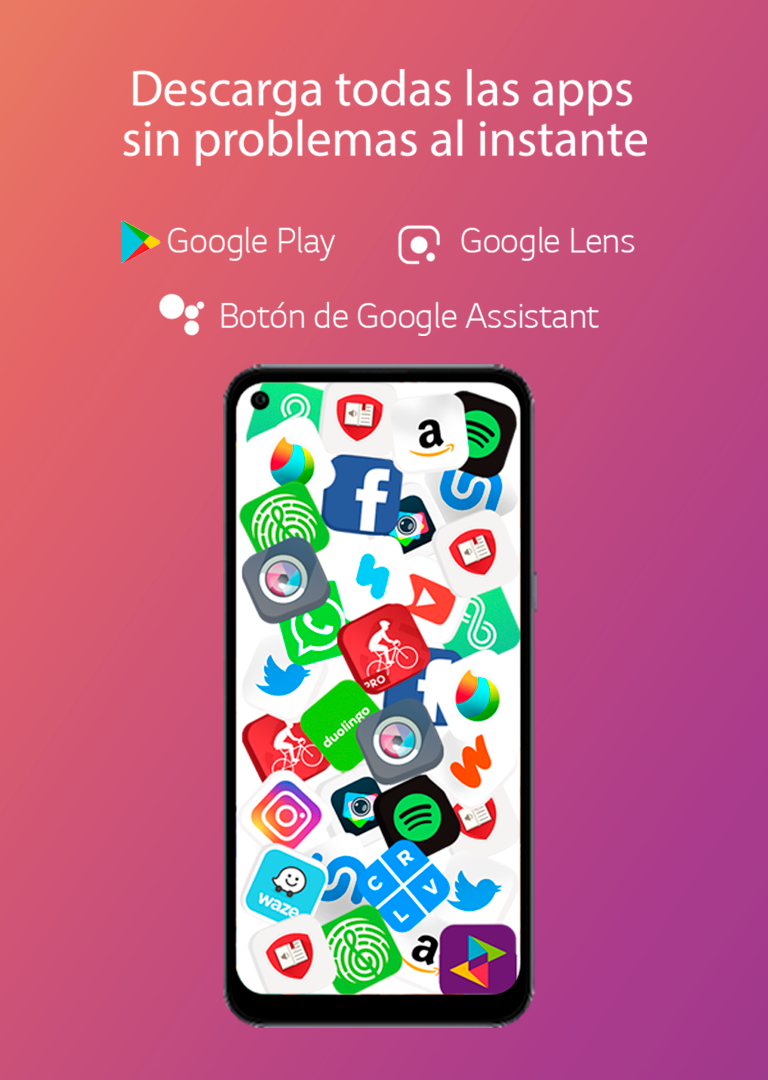 Descarga todas las apps
sin problemas al instante
Google Play
Google Lens
Botón de Google Assistant
a
f
PRO
f
duolingo
waze
C R
L V
a